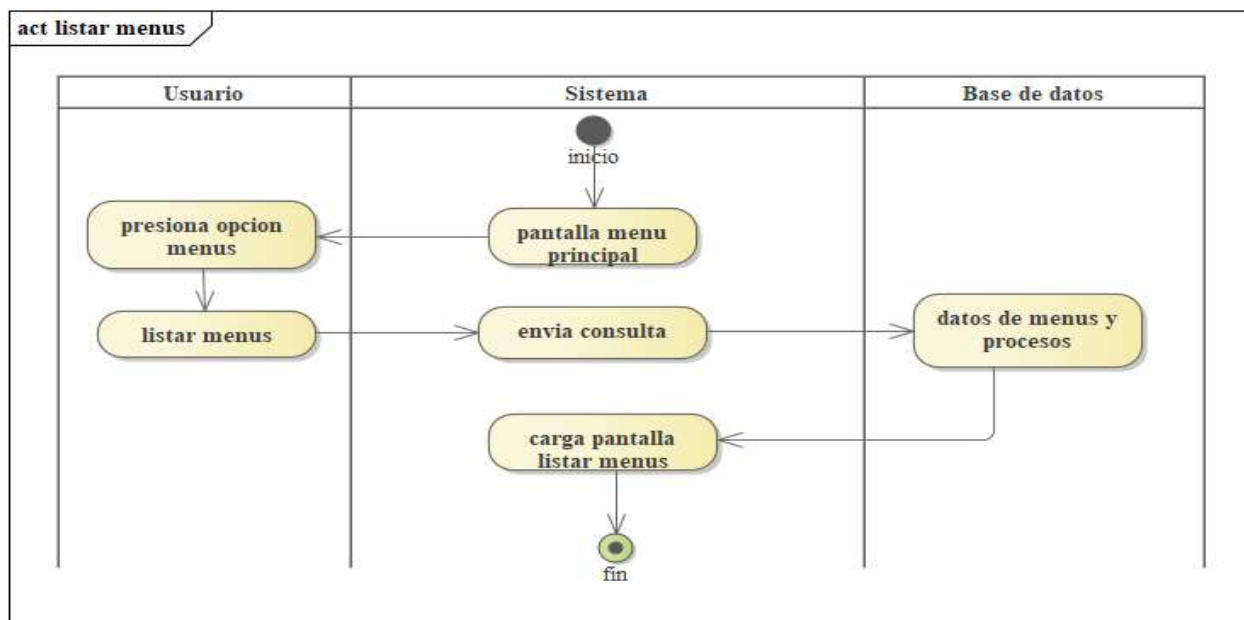 act listar menus
Usuario
Sistema
Base de datos
inicio
presiona opcion
menus
pantalla menu
principal
listar menus
envia consulta
datos de menus y
procesos
carga pantalla
listar menus
fin